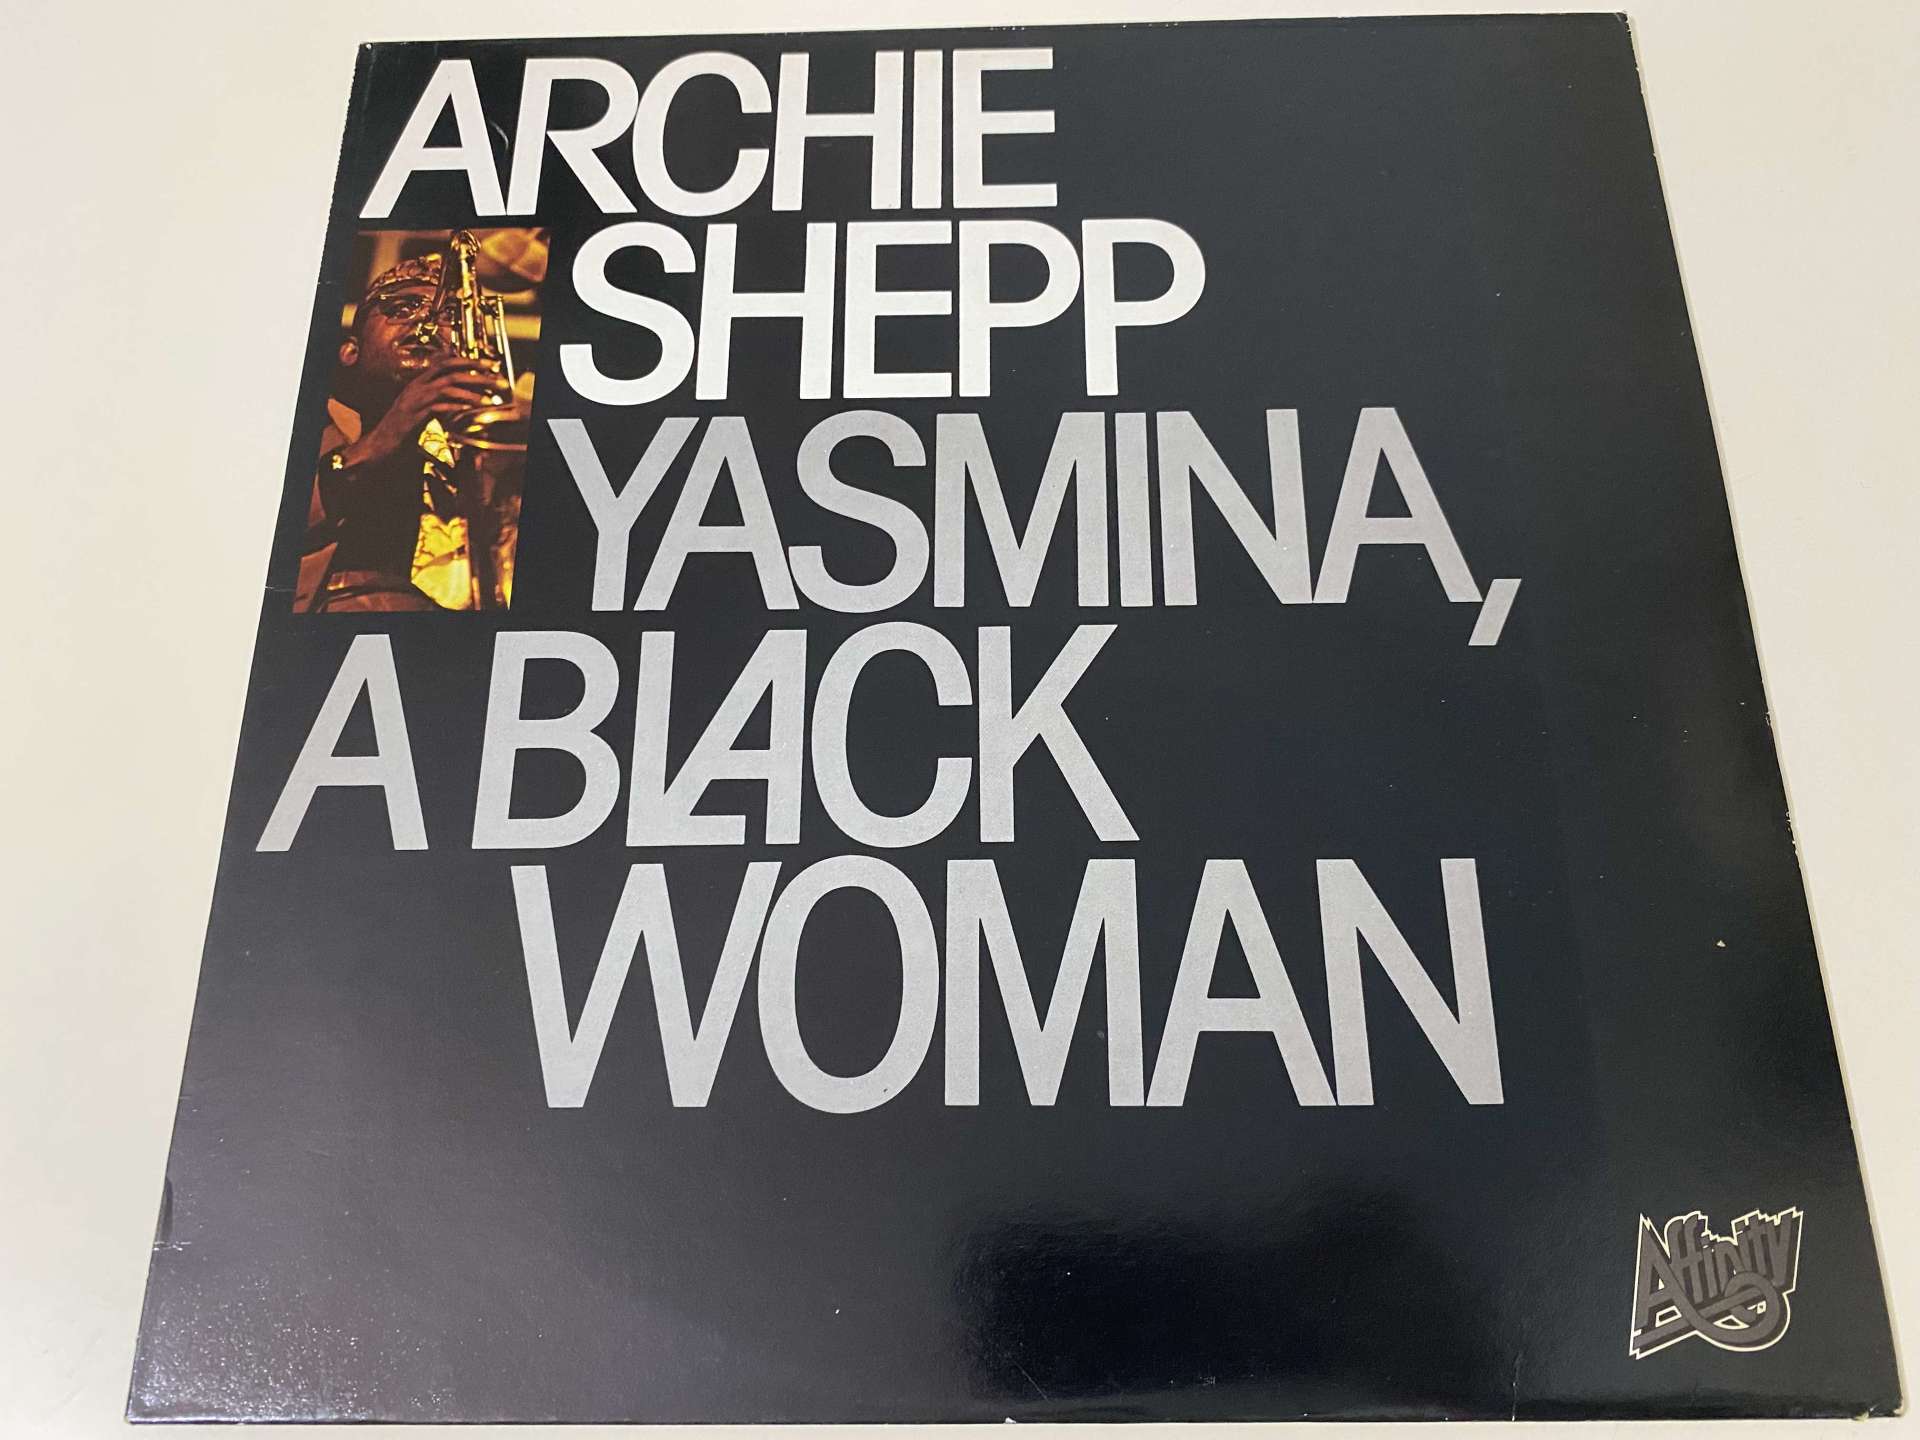 ARCHIE
SHEPP
YASMINA,
A BLACK
WOMAN
Affinity